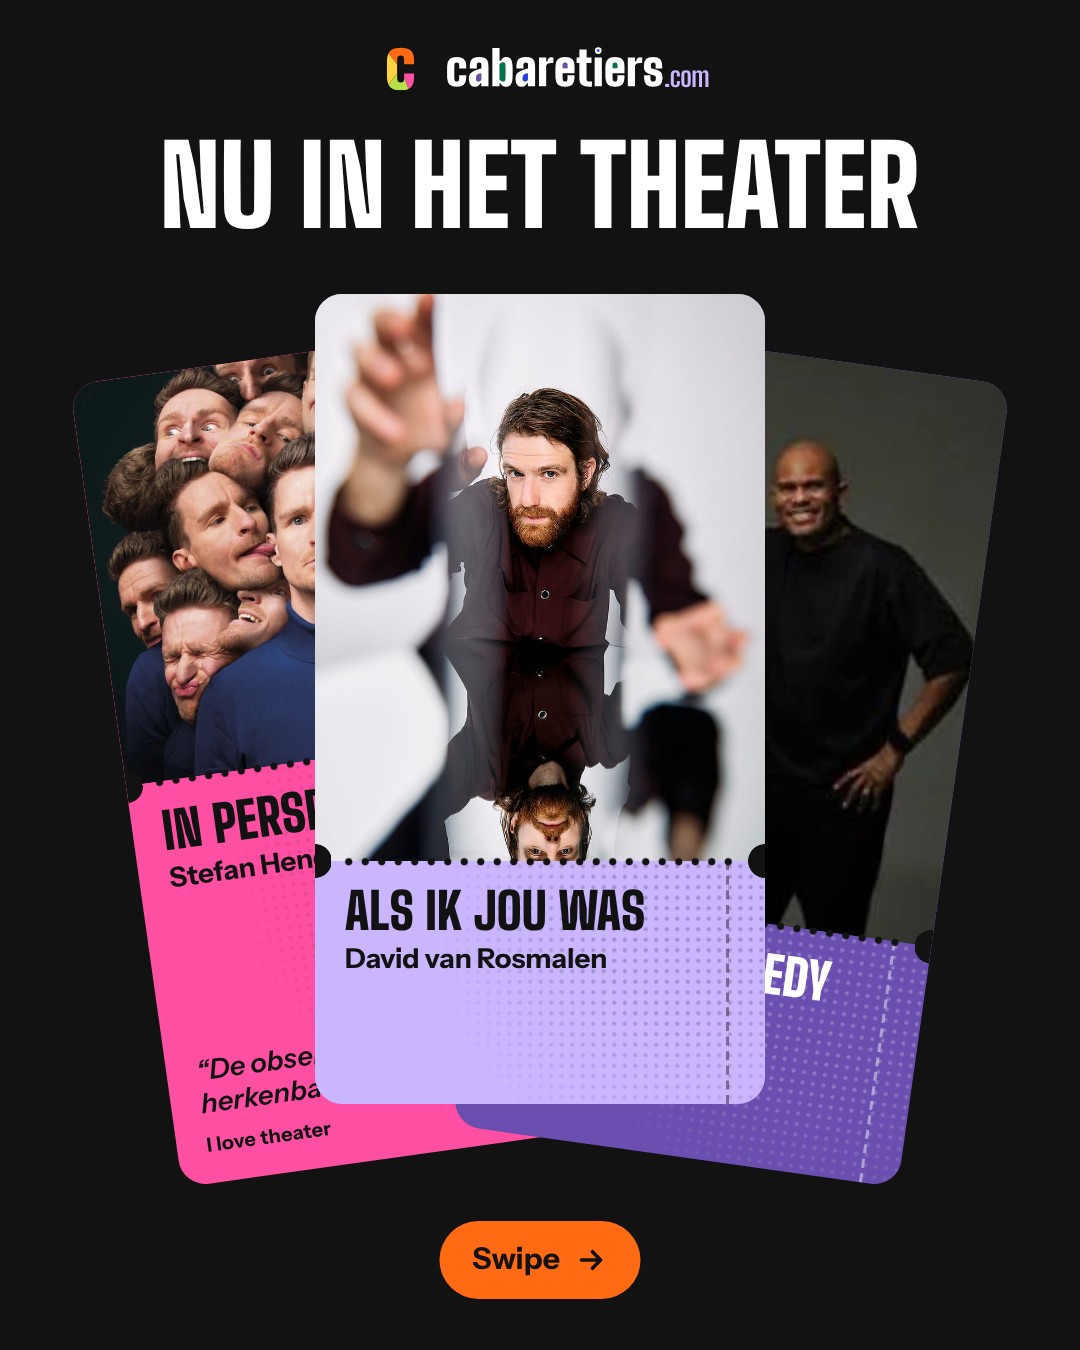 cabaretiers.com
NU IN HET THEATER
IN PERS
Stefan Hen
“De obse
herkenba
I love theater
ALS IK JOU WAS
David van Rosmalen
EDY
Swipe →